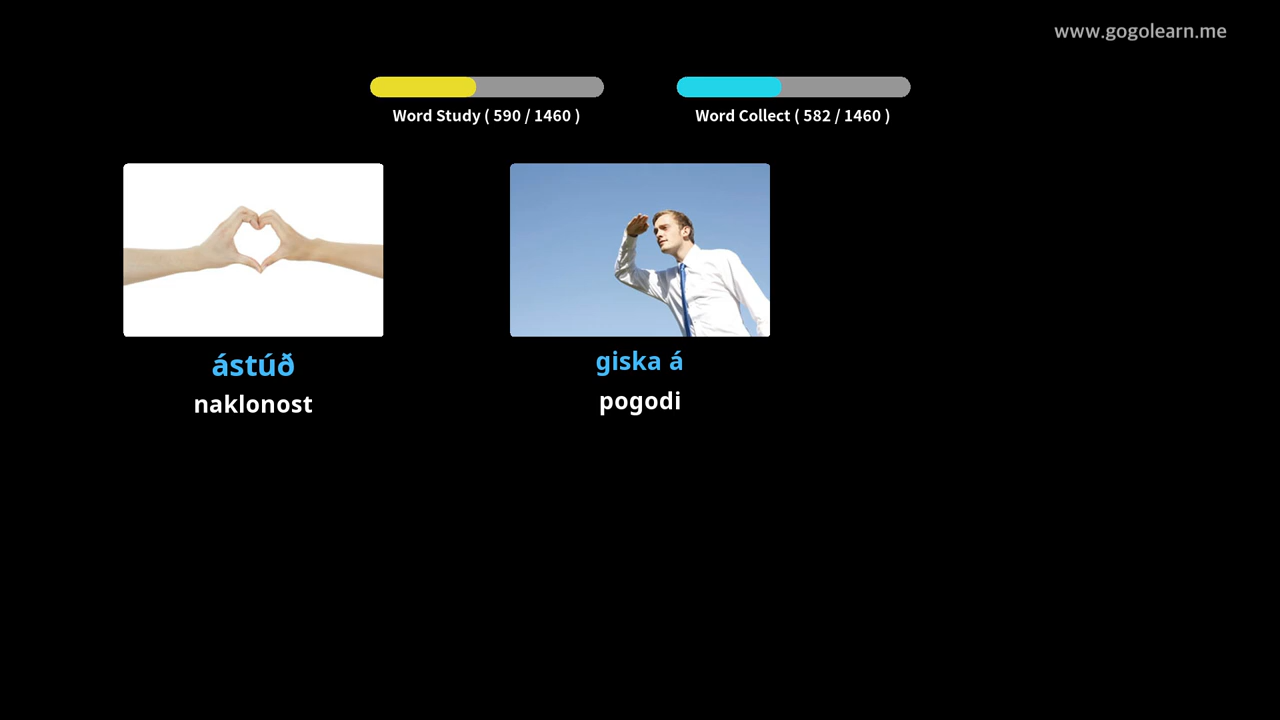 www.gogolearn.me
Word Study ( 590 / 1460 )
Word Collect ( 582 / 1460 )
ástúð
naklonost
giska á
pogodi